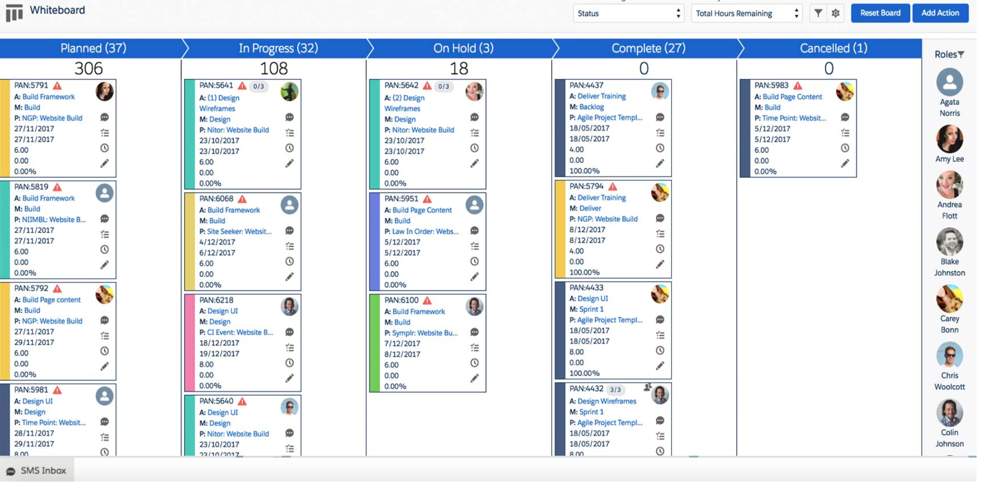 Whiteboard
Status
Total Hours Remaining
Reset Board
Add Action
Planned (37)
In Progress (32)
On Hold (3)
Complete (27)
Cancelled (1)
306
108
18
0
0
PAN:5791
A: Build Framework
M: Build
P: NGP: Website Build
27/11/2017
27/11/2017
6.00
0.00
0.00%
PAN:5819
A: Build Framework
M: Build
P: NIIMBL: Website B...
27/11/2017
27/11/2017
6.00
0.00
0.00%
PAN:5792
A: Build Page content
M: Build
P: NGP: Website Build
27/11/2017
29/11/2017
6.00
0.00
0.00%
PAN:5981
A: Design UI
M: Design
P: Time Point: Websit...
28/11/2017
29/11/2017
8.00
PAN:5641 0/3
A: (1) Design
Wireframes
M: Design
P: Nitor: Website Build
23/10/2017
23/10/2017
6.00
0.00
0.00%
PAN:6068
A: Build Framework
M: Build
P: Site Seeker: Websit...
4/12/2017
6/12/2017
6.00
0.00
0.00%
PAN:6218
A: Design UI
M: Design
P: CI Event: Website B...
18/12/2017
19/12/2017
8.00
0.00
0.00%
PAN:5640
A: Design UI
M: Design
P: Nitor: Website Build
23/10/2017
23/10/2017
PAN:5642 0/3
A: (2) Design
Wireframes
M: Design
P: Nitor: Website Build
23/10/2017
23/10/2017
6.00
0.00
0.00%
PAN:5951
A: Build Page Content
M: Build
P: Law In Order: Webs...
5/12/2017
5/12/2017
6.00
0.00
0.00%
PAN:6100
A: Build Framework
M: Build
P: Symplr: Website Bu...
7/12/2017
8/12/2017
6.00
0.00
0.00%
PAN:4437
A: Deliver Training
M: Backlog
P: Agile Project Templ...
18/05/2017
18/05/2017
4.00
0.00
100.00%
PAN:5794
A: Deliver Training
M: Deliver
P: NGP: Website Build
8/12/2017
8/12/2017
4.00
0.00
100.00%
PAN:4433
A: Design UI
M: Sprint 1
P: Agile Project Templ...
18/05/2017
18/05/2017
8.00
0.00
100.00%
PAN:4432 3/3
A: Design Wireframes
M: Sprint 1
P: Agile Project Templ...
18/05/2017
18/05/2017
8.00
PAN:5983
A: Build Page Content
M: Build
P: Time Point: Websit...
5/12/2017
5/12/2017
6.00
0.00
0.00%
Roles
Agata
Norris
Amy Lee
Andrea
Flott
Blake
Johnston
Carey
Bonn
Chris
Woolcott
Colin
Johnson
SMS Inbox